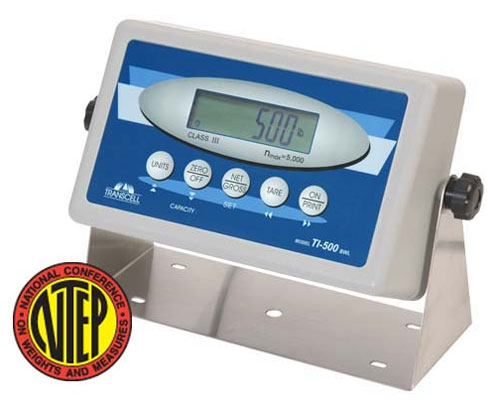 500 lb
CLASS III
nmax=5,000
UNITS
ZERO
OFF
NET
GROSS
TARE
ON
PRINT
TRANSCELL
CAPACITY
SET
MODEL TI-500
NATIONAL CONFERENCE
NTEP
ON WEIGHTS AND MEASURES